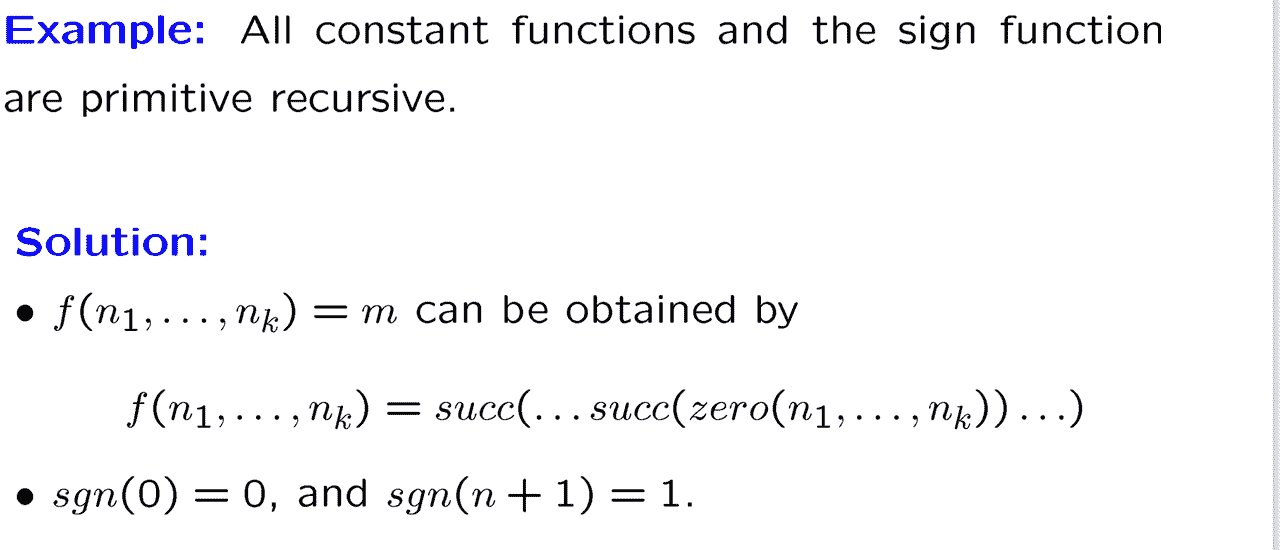 Example: All constant functions and the sign function
are primitive recursive.
Solution:
• f(n₁, . . . , nₖ) = m can be obtained by
f(n₁, . . . , nₖ) = succ(. . . succ(zero(n₁, . . . , nₖ)) . . .)
• sgn(0) = 0, and sgn(n + 1) = 1.